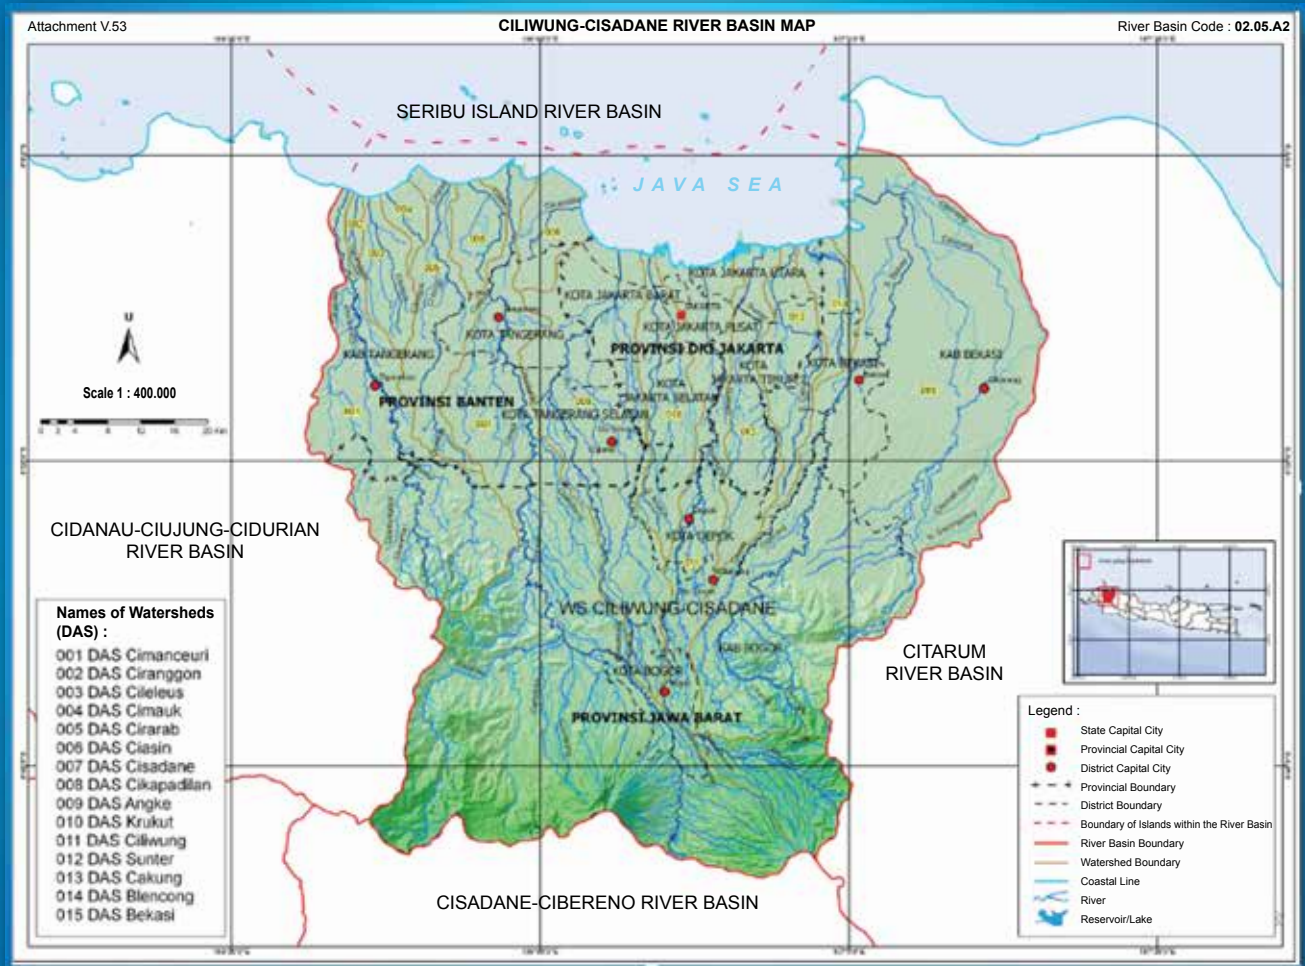 Attachment V.53
CILIWUNG-CISADANE RIVER BASIN MAP
River Basin Code : 02.05.A2
SERIBU ISLAND RIVER BASIN
JAVA SEA
U
Scale 1 : 400.000
KOTA JAKARTA UTARA
KOTA JAKARTA BARAT
JAKARTA
KOTA JAKARTA PUSAT
KOTA TANGERANG
PROVINSI DKI JAKARTA
KAB TANGERANG
KOTA
JAKARTA TIMUR
KOTA BEKASI
KAB BEKASI
KOTA
JAKARTA SELATAN
PROVINSI BANTEN
KOTA TANGERANG SELATAN
CIDANAU-CIUJUNG-CIDURIAN
RIVER BASIN
KOTA DEPOK
WS CILIWUNG-CISADANE
KAB BOGOR
KOTA BOGOR
PROVINSI JAWA BARAT
CITARUM
RIVER BASIN
CISADANE-CIBERENO RIVER BASIN
Names of Watersheds
(DAS) :
001 DAS Cimanceuri
002 DAS Ciranggon
003 DAS Cileleus
004 DAS Cimauk
005 DAS Cirarab
006 DAS Ciasin
007 DAS Cisadane
008 DAS Cikapadilan
009 DAS Angke
010 DAS Krukut
011 DAS Ciliwung
012 DAS Sunter
013 DAS Cakung
014 DAS Blencong
015 DAS Bekasi
Legend :
State Capital City
Provincial Capital City
District Capital City
Provincial Boundary
District Boundary
Boundary of Islands within the River Basin
River Basin Boundary
Watershed Boundary
Coastal Line
River
Reservoir/Lake